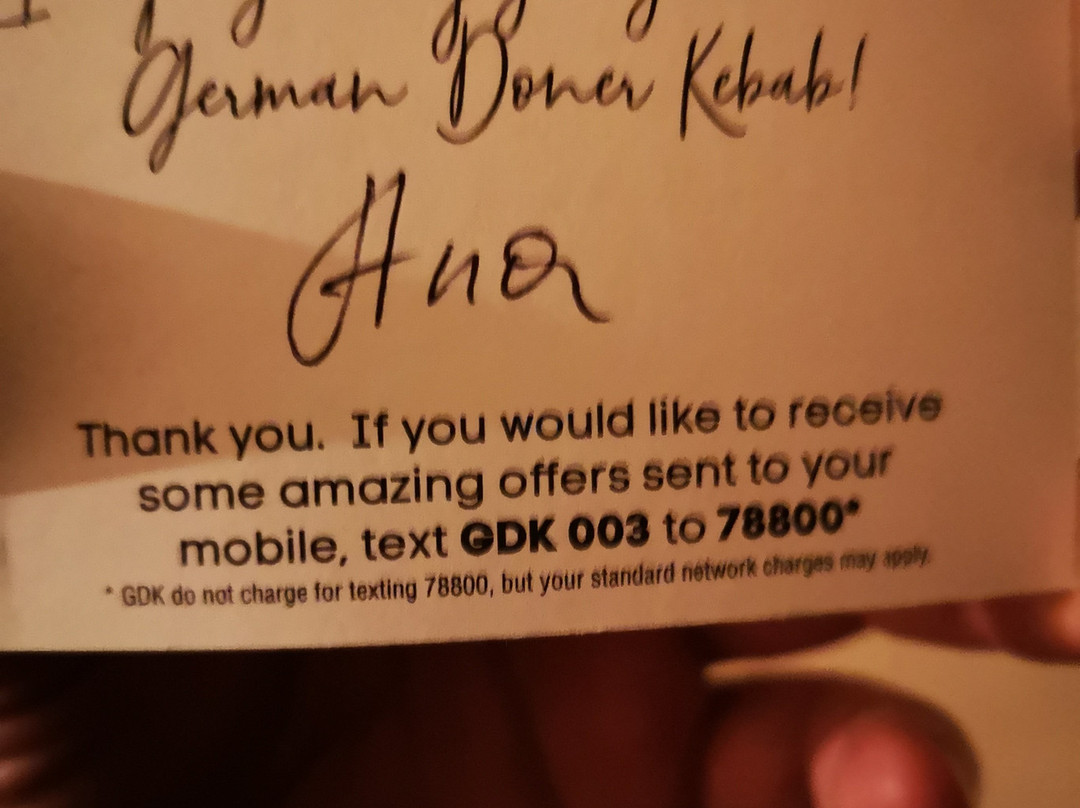 German Doner Kebab!
Ana
Thank you. If you would like to receive
some amazing offers sent to your
mobile, text GDK 003 to 78800*
* GDK do not charge for texting 78800, but your standard network charges may apply.